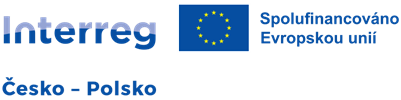 Interreg
Spolufinancováno
Evropskou unií
Česko – Polsko